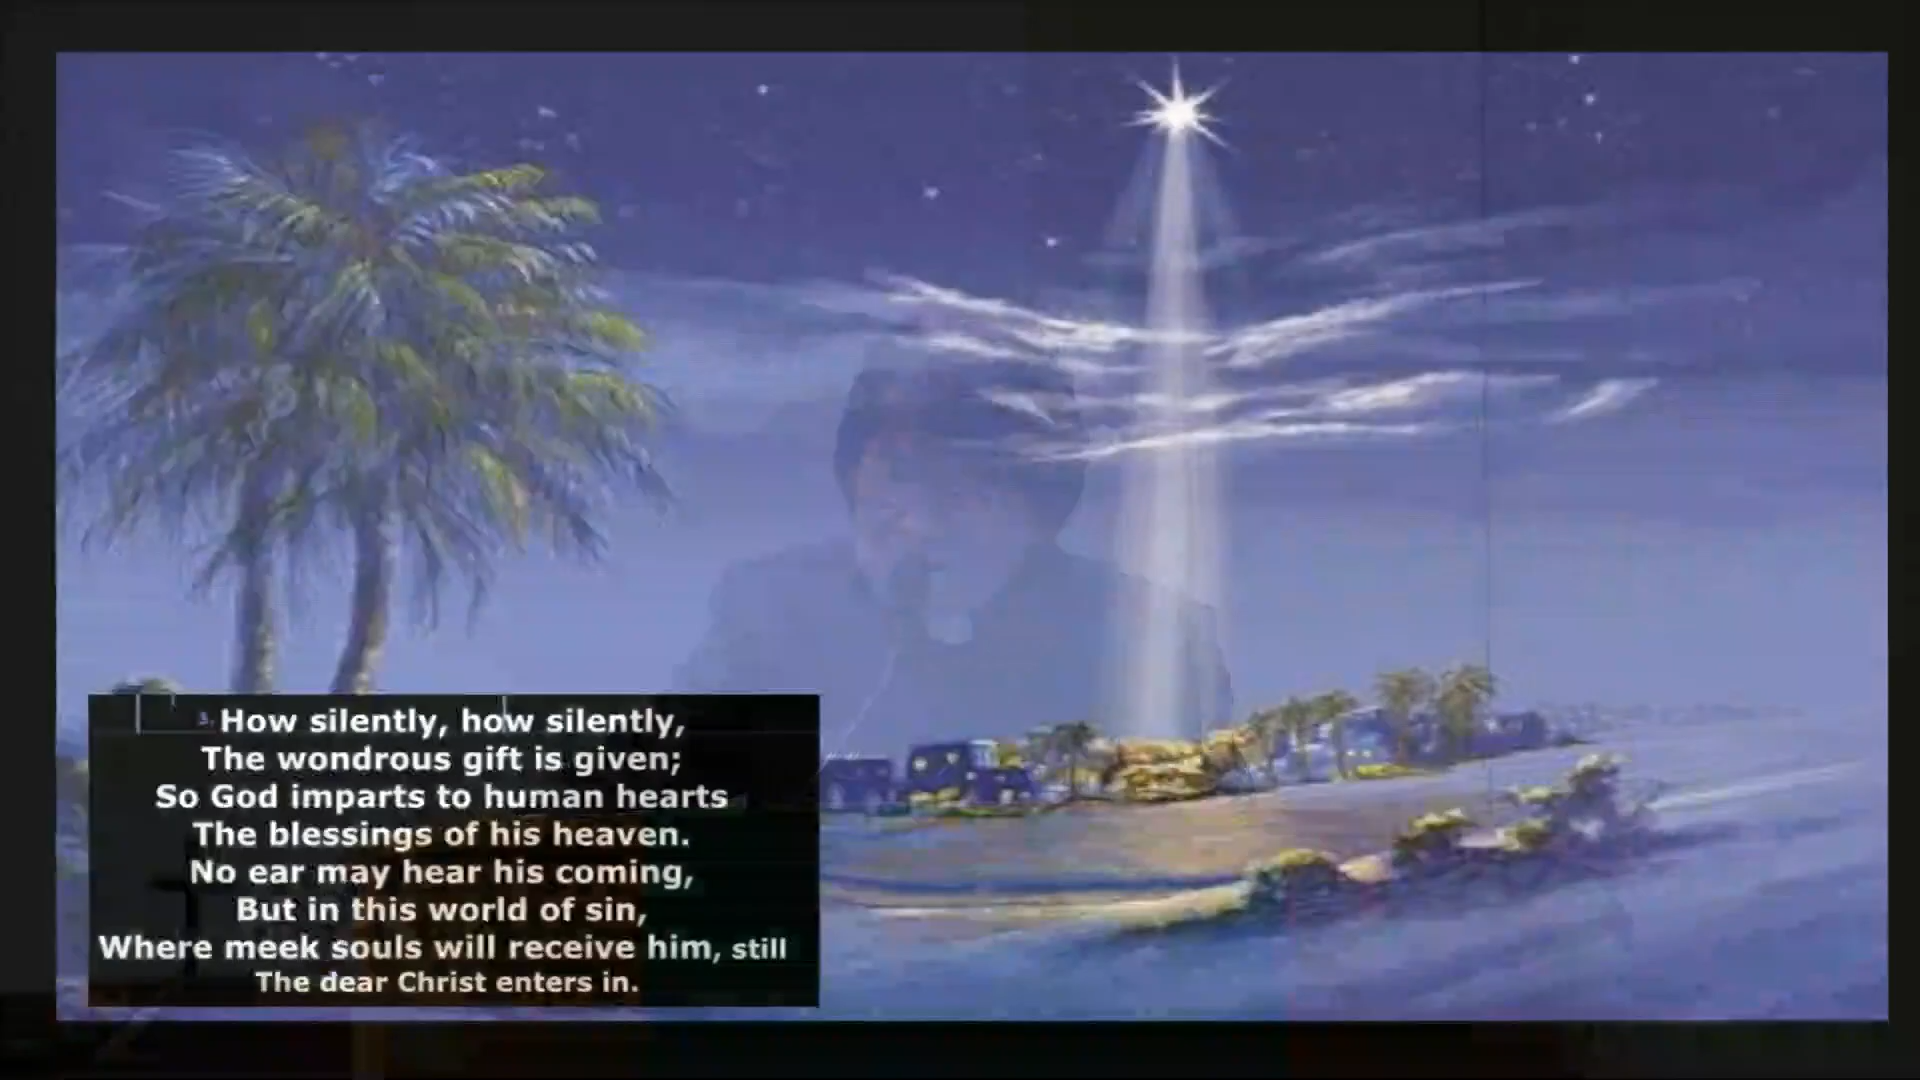 3. How silently, how silently,
The wondrous gift is given;
So God imparts to human hearts
The blessings of his heaven.
No ear may hear his coming,
But in this world of sin,
Where meek souls will receive him, still
The dear Christ enters in.